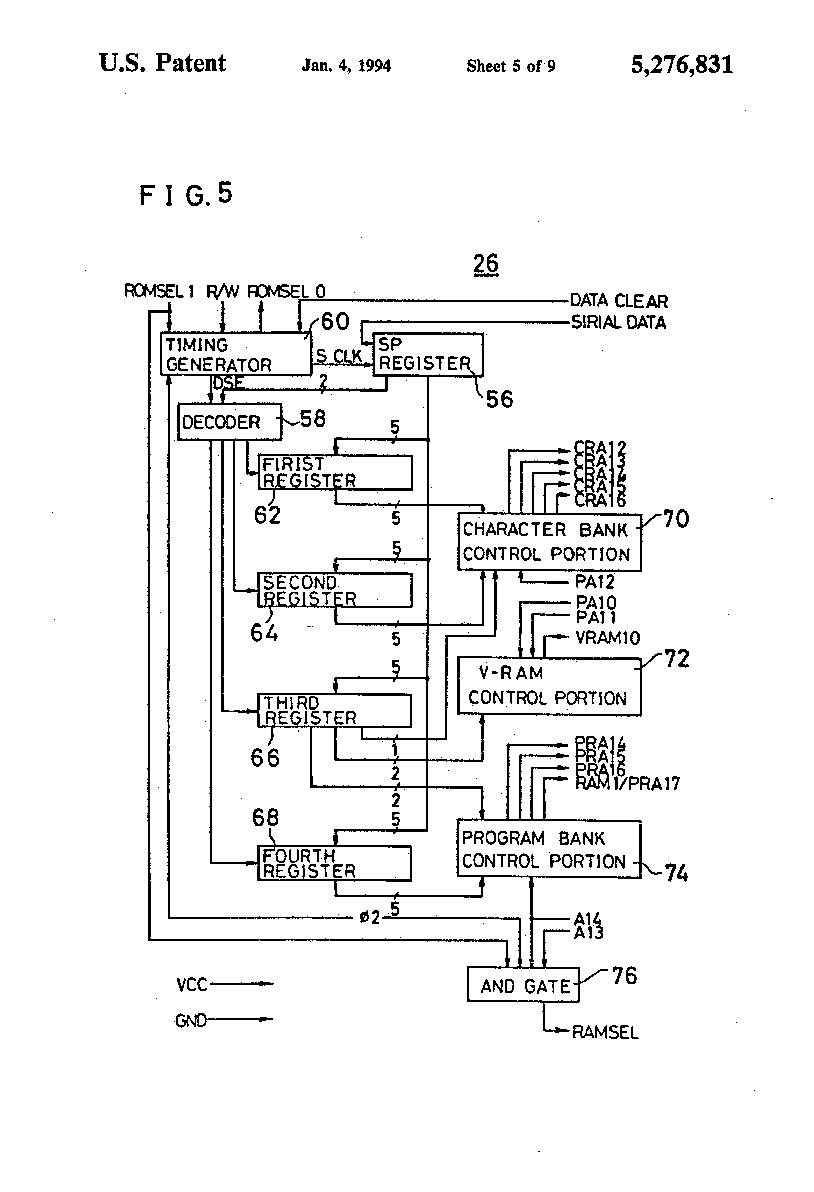 U.S. Patent Jan. 4, 1994 Sheet 5 of 9 5,276,831
FIG.5
26
ROMSEL 1 R/W ROMSEL 0
DATA CLEAR
SIRIAL DATA
60
TIMING
GENERATOR
S CLK
SP
REGISTER
56
DSE
2
DECODER
58
5
FIRIST
REGISTER
62
5
CRA12
CRA13
CRA14
CRA15
CRA16
CHARACTER BANK
CONTROL PORTION
70
PA12
5
SECOND
REGISTER
64
5
PA10
PA11
VRAM10
V-RAM
CONTROL PORTION
72
5
THIRD
REGISTER
66
1
2
2
PRA14
PRA15
PRA16
RAM1/PRA17
5
68
FOURTH
REGISTER
5
PROGRAM BANK
CONTROL PORTION
74
ø2
A14
A13
AND GATE
76
RAMSEL
VCC
GND